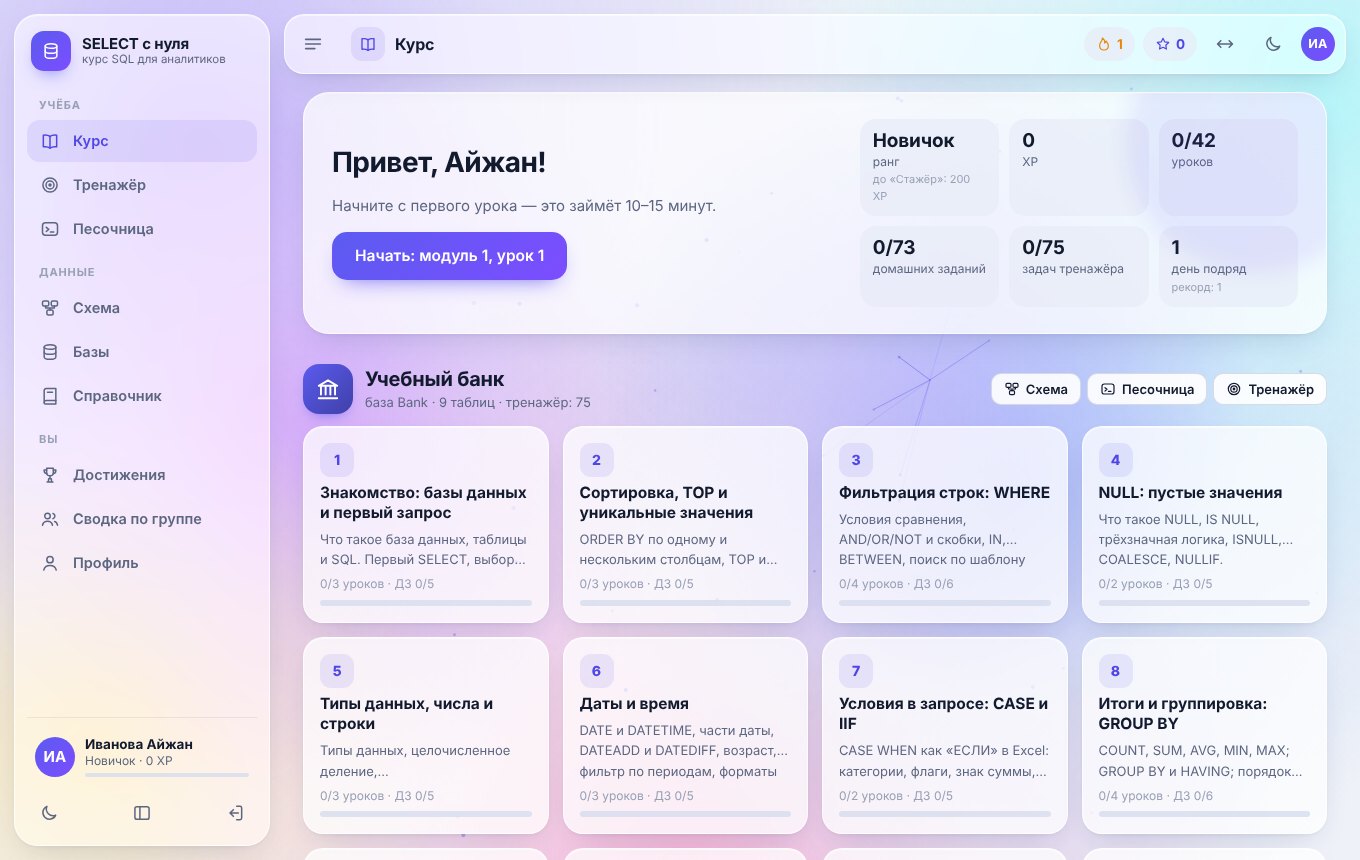 SELECT с нуля
курс SQL для аналитиков
УЧЁБА
Курс
Тренажёр
Песочница
ДАННЫЕ
Схема
Базы
Справочник
ВЫ
Достижения
Сводка по группе
Профиль
ИА
Иванова Айжан
Новичок · 0 XP
Курс
1
0
ИА
Привет, Айжан!
Начните с первого урока — это займёт 10–15 минут.
Начать: модуль 1, урок 1
Новичок
ранг
до «Стажёр»: 200
XP
0
XP
0/42
уроков
0/73
домашних заданий
0/75
задач тренажёра
1
день подряд
рекорд: 1
Учебный банк
база Bank · 9 таблиц · тренажёр: 75
Схема
Песочница
Тренажёр
1
Знакомство: базы данных
и первый запрос
Что такое база данных, таблицы
и SQL. Первый SELECT, выбор...
0/3 уроков · ДЗ 0/5
2
Сортировка, TOP и
уникальные значения
ORDER BY по одному и
нескольким столбцам, TOP и...
0/3 уроков · ДЗ 0/5
3
Фильтрация строк: WHERE
Условия сравнения,
AND/OR/NOT и скобки, IN,...
BETWEEN, поиск по шаблону
0/4 уроков · ДЗ 0/6
4
NULL: пустые значения
Что такое NULL, IS NULL,
трёхзначная логика, ISNULL,...
COALESCE, NULLIF.
0/2 уроков · ДЗ 0/5
5
Типы данных, числа и
строки
Типы данных, целочисленное
деление,...
0/3 уроков · ДЗ 0/5
6
Даты и время
DATE и DATETIME, части даты,
DATEADD и DATEDIFF, возраст,...
фильтр по периодам, форматы
0/3 уроков · ДЗ 0/5
7
Условия в запросе: CASE и
IIF
CASE WHEN как «ЕСЛИ» в Excel:
категории, флаги, знак суммы,...
0/2 уроков · ДЗ 0/5
8
Итоги и группировка:
GROUP BY
COUNT, SUM, AVG, MIN, MAX;
GROUP BY и HAVING; порядок...
0/4 уроков · ДЗ 0/6